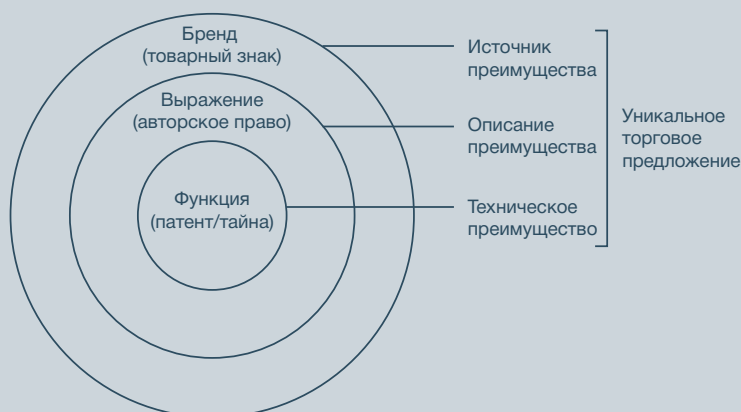 Бренд
(товарный знак)
Выражение
(авторское право)
Функция
(патент/тайна)
Источник
преимущества
Описание
преимущества
Техническое
преимущество
Уникальное
торговое
предложение